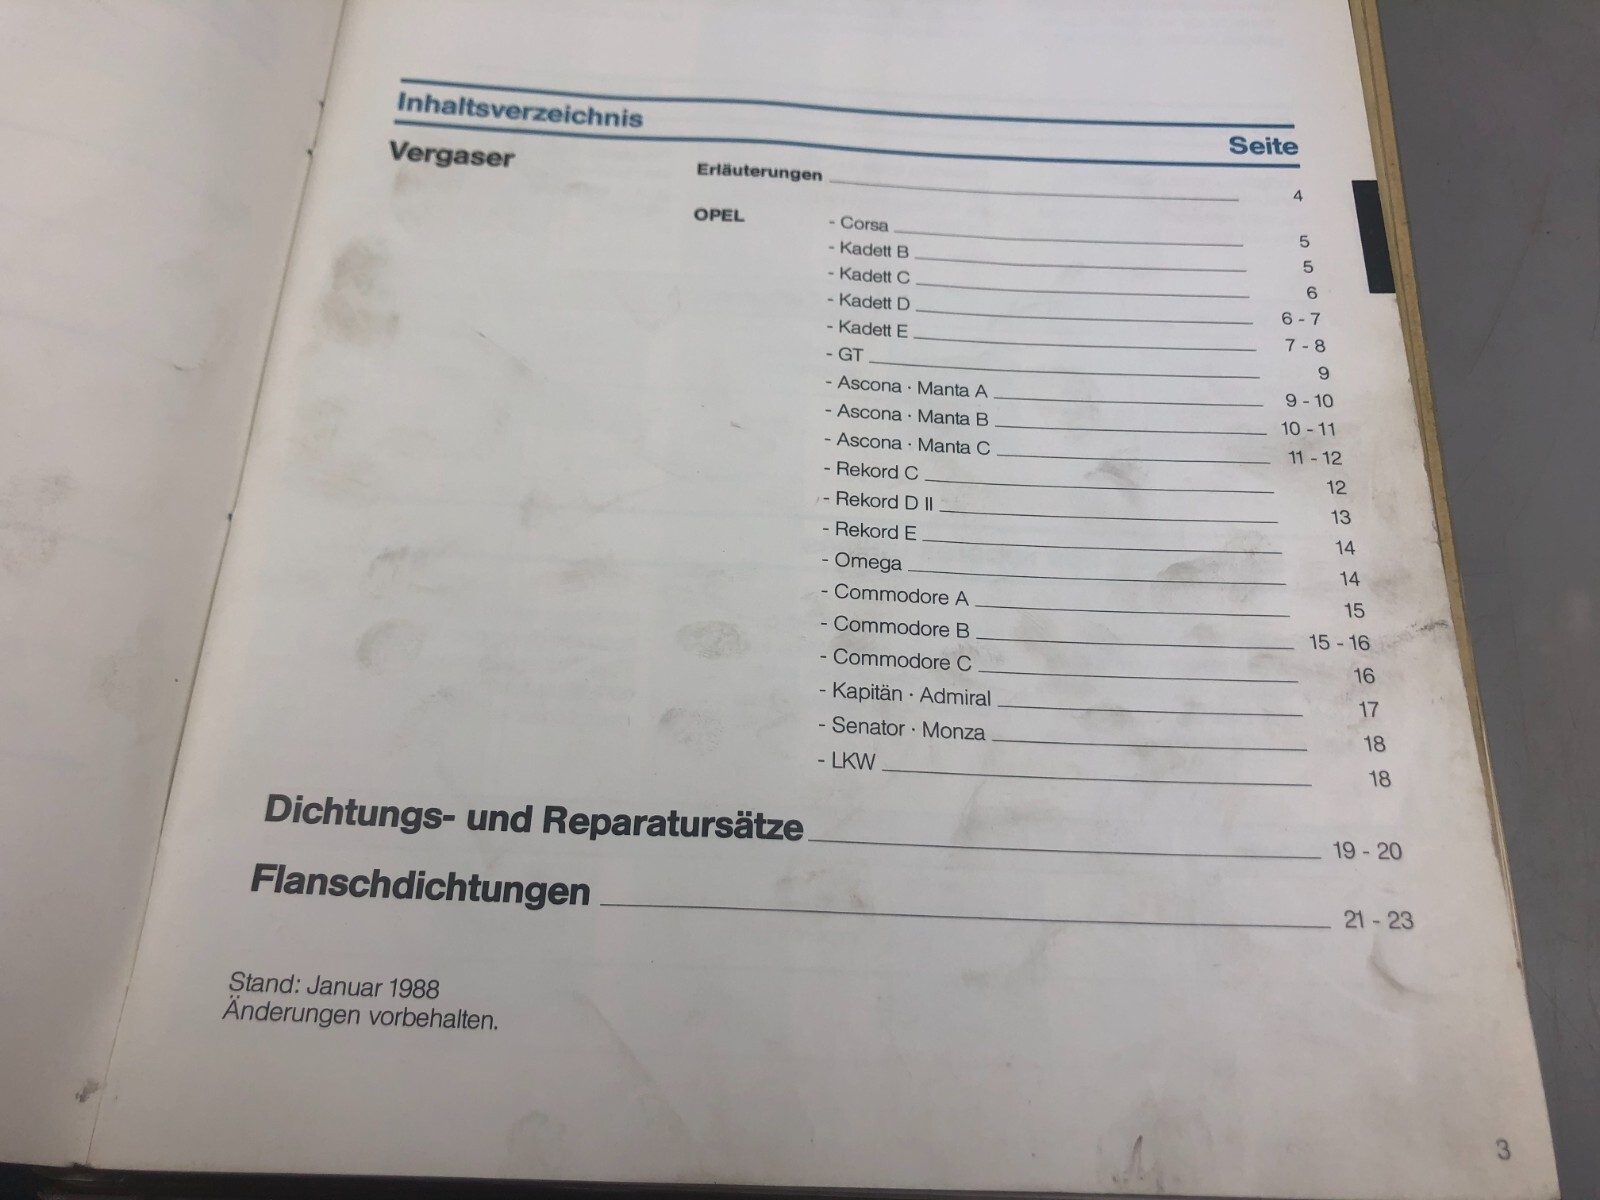 Inhaltsverzeichnis Seite
Vergaser Erläuterungen 4
OPEL - Corsa 5
- Kadett B 5
- Kadett C 6
- Kadett D 6 - 7
- Kadett E 7 - 8
- GT 9
- Ascona · Manta A 9 - 10
- Ascona · Manta B 10 - 11
- Ascona · Manta C 11 - 12
- Rekord C 12
- Rekord D II 13
- Rekord E 14
- Omega 14
- Commodore A 15
- Commodore B 15 - 16
- Commodore C 16
- Kapitän · Admiral 17
- Senator · Monza 18
- LKW 18
Dichtungs- und Reparatursätze 19 - 20
Flanschdichtungen 21 - 23
Stand: Januar 1988
Änderungen vorbehalten.
3